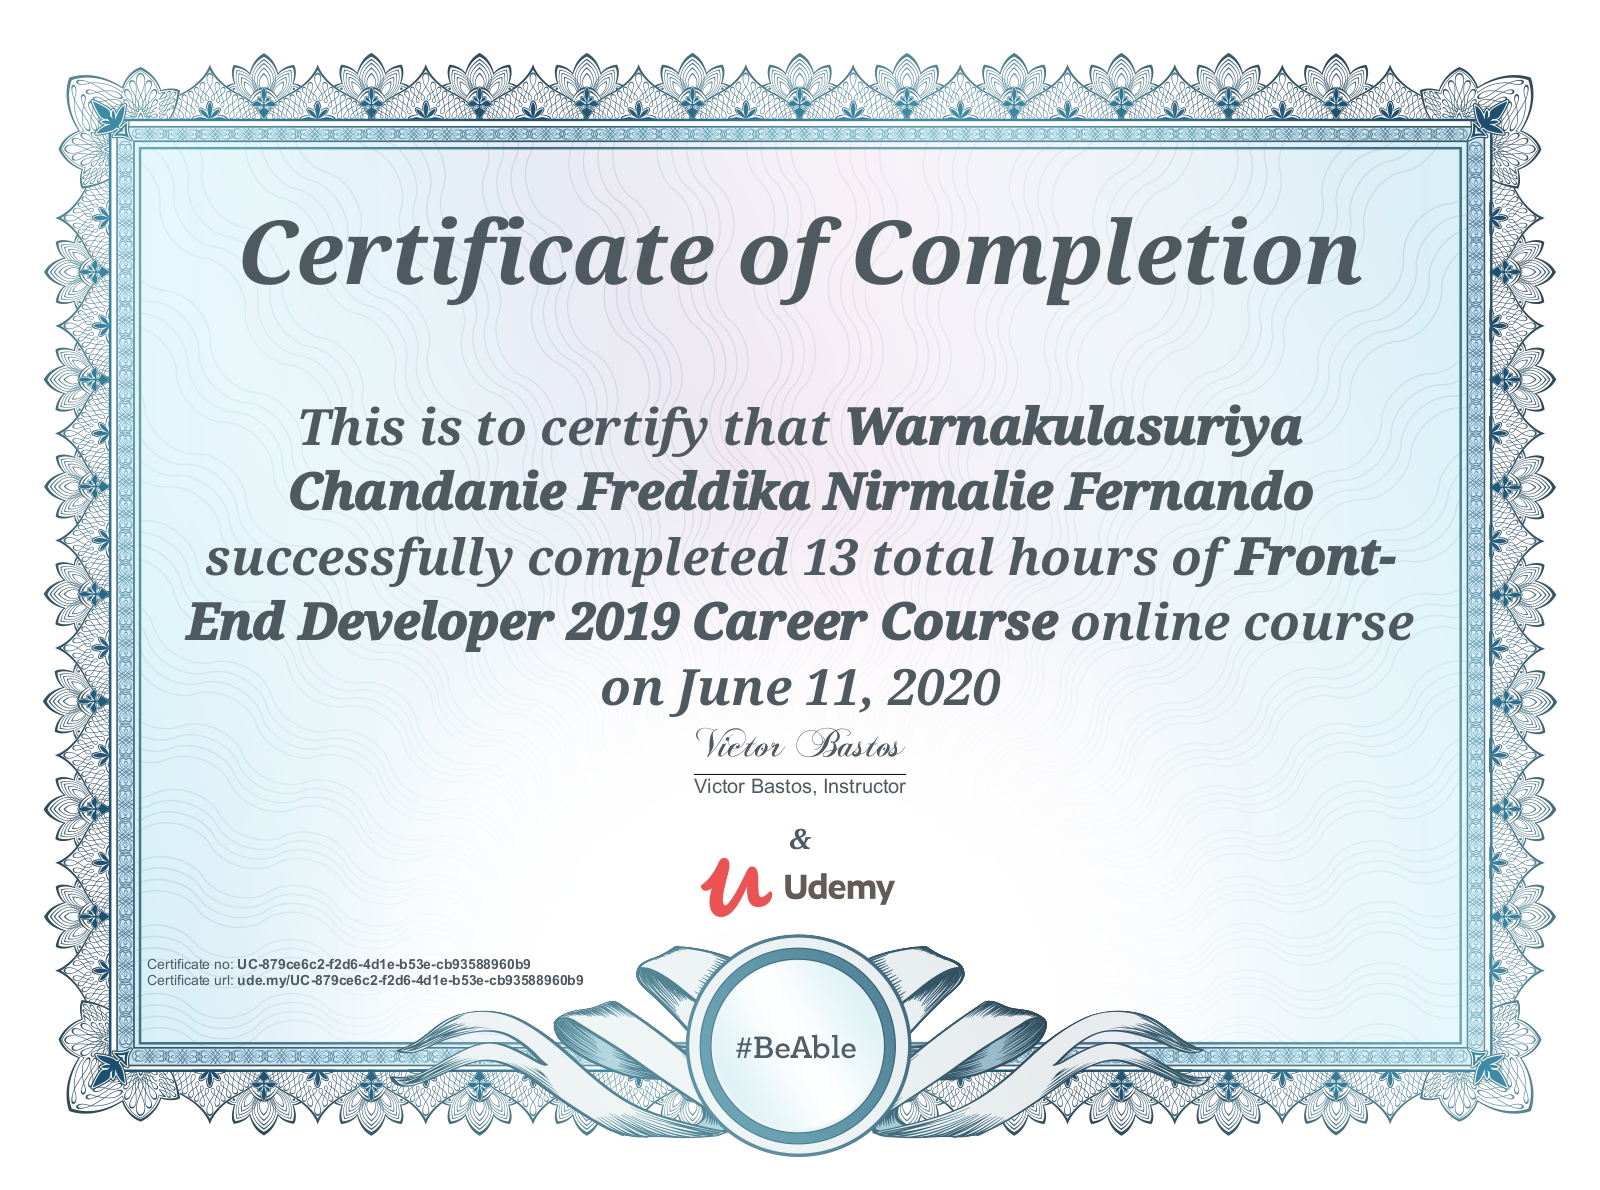 Certificate of Completion
This is to certify that Warnakulasuriya
Chandanie Freddika Nirmalie Fernando
successfully completed 13 total hours of Front-
End Developer 2019 Career Course online course
on June 11, 2020
Victor Bastos
Victor Bastos, Instructor
&
Udemy
Certificate no: UC-879ce6c2-f2d6-4d1e-b53e-cb93588960b9
Certificate url: ude.my/UC-879ce6c2-f2d6-4d1e-b53e-cb93588960b9
#BeAble